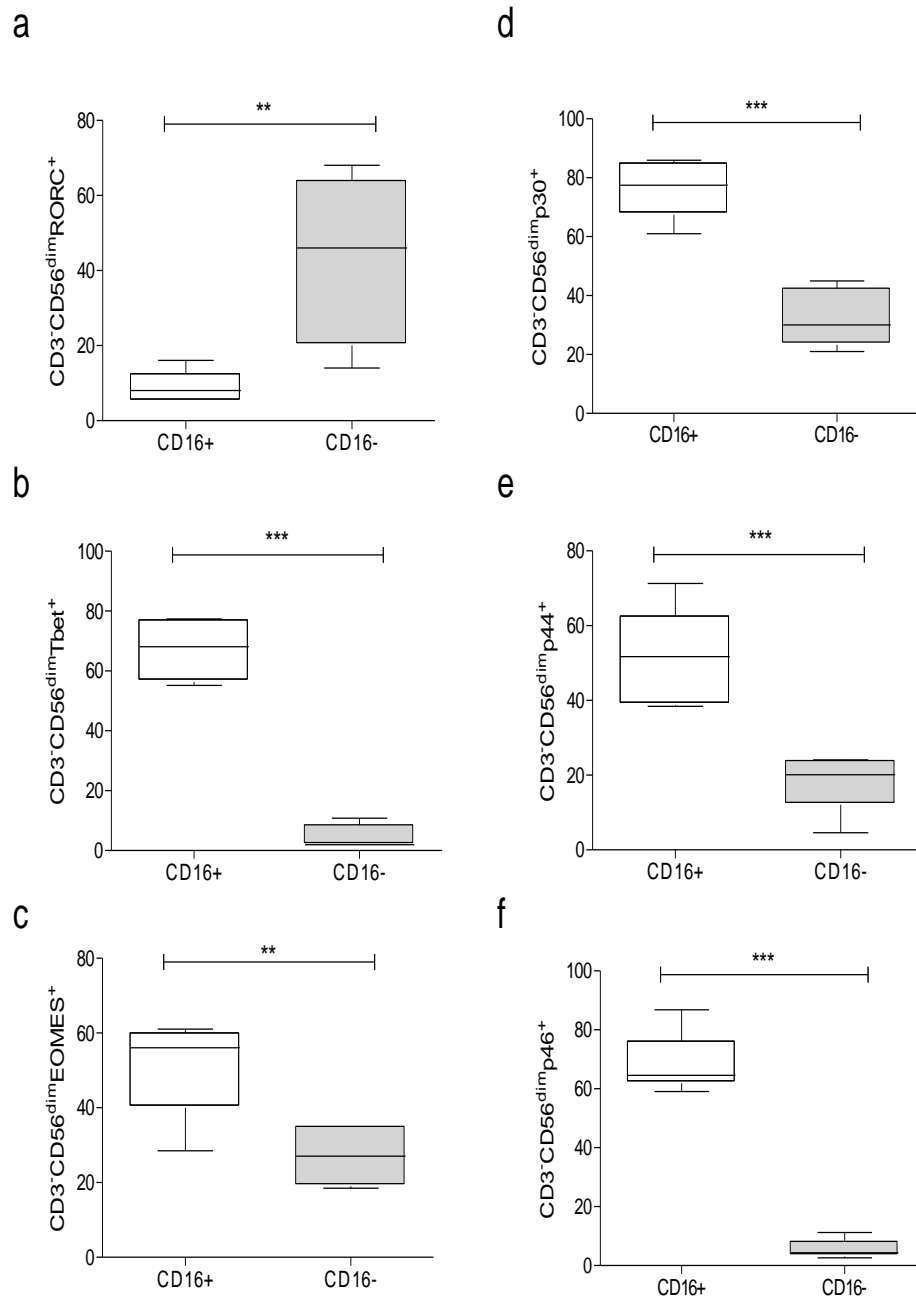 a
**
CD3⁻CD56ᵈⁱᵐRORC⁺
80
60
40
20
0
CD16+ CD16-
b
***
CD3⁻CD56ᵈⁱᵐTbet⁺
100
80
60
40
20
0
CD16+ CD16-
c
**
CD3⁻CD56ᵈⁱᵐEOMES⁺
80
60
40
20
0
CD16+ CD16-
d
***
CD3⁻CD56ᵈⁱᵐp30⁺
100
80
60
40
20
0
CD16+ CD16-
e
***
CD3⁻CD56ᵈⁱᵐp44⁺
80
60
40
20
0
CD16+ CD16-
f
***
CD3⁻CD56ᵈⁱᵐp46⁺
100
80
60
40
20
0
CD16+ CD16-